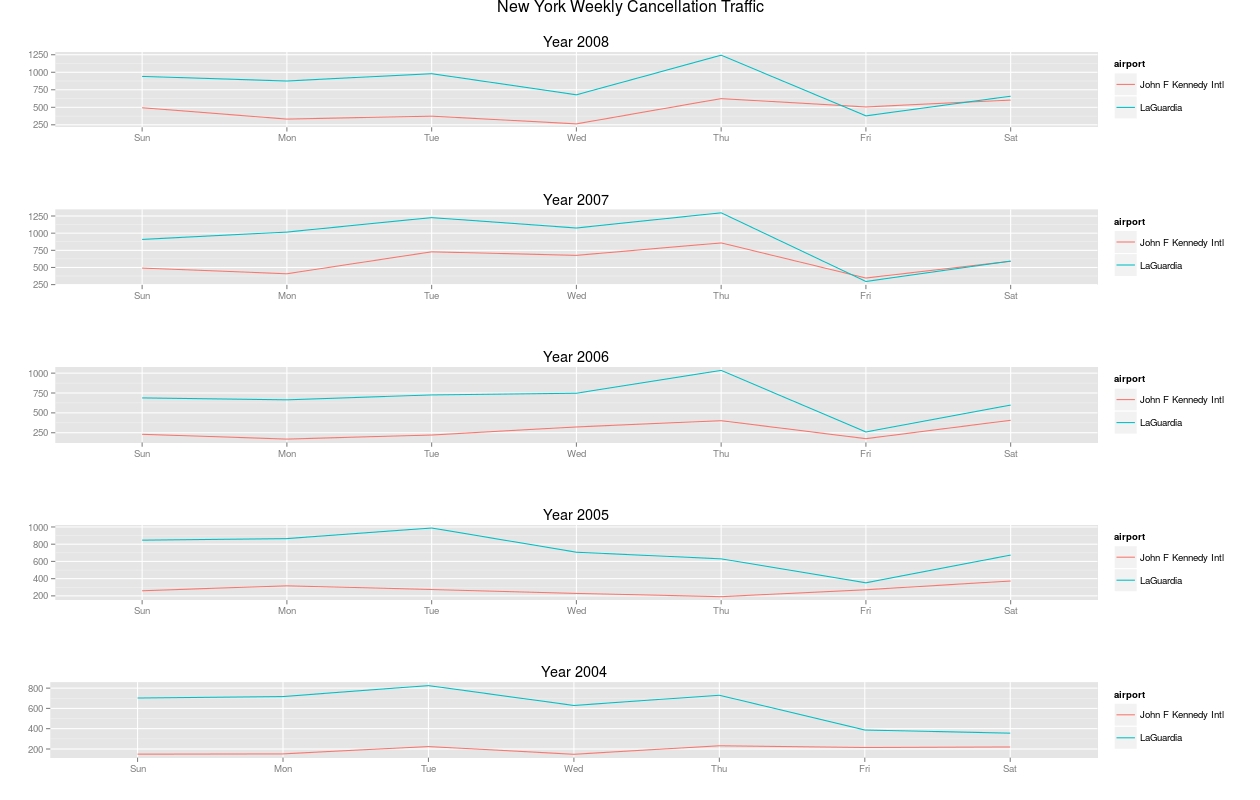 New York Weekly Cancellation Traffic
Year 2008
1250
1000
750
500
250
Sun Mon Tue Wed Thu Fri Sat
airport
John F Kennedy Intl
LaGuardia
Year 2007
1250
1000
750
500
250
Sun Mon Tue Wed Thu Fri Sat
airport
John F Kennedy Intl
LaGuardia
Year 2006
1000
750
500
250
Sun Mon Tue Wed Thu Fri Sat
airport
John F Kennedy Intl
LaGuardia
Year 2005
1000
800
600
400
200
Sun Mon Tue Wed Thu Fri Sat
airport
John F Kennedy Intl
LaGuardia
Year 2004
800
600
400
200
Sun Mon Tue Wed Thu Fri Sat
airport
John F Kennedy Intl
LaGuardia